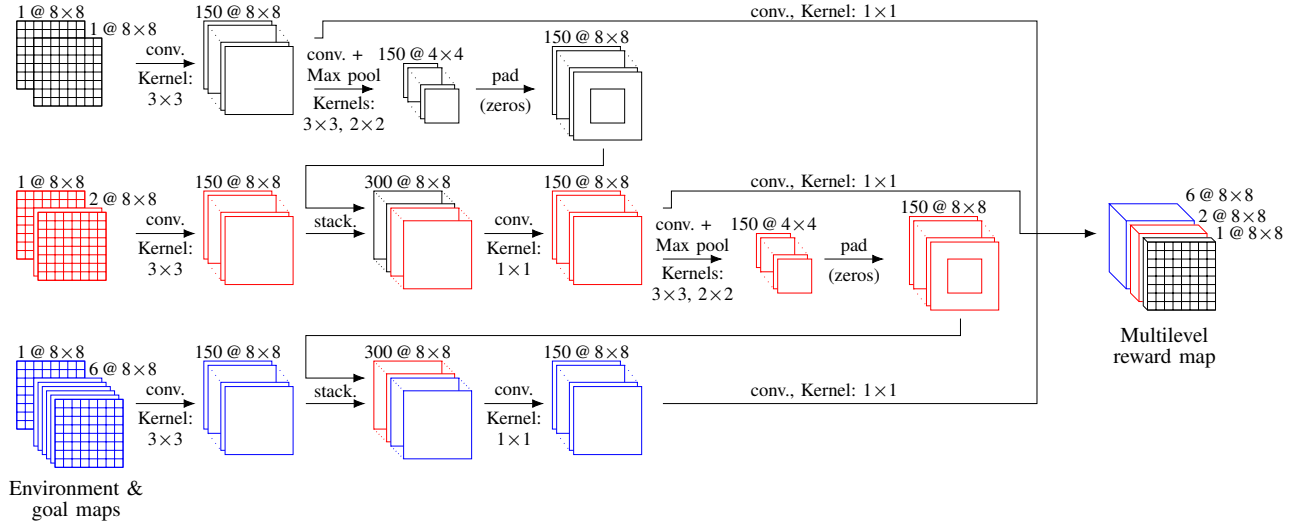 1 @ 8×8
1 @ 8×8
conv.
Kernel:
3×3
150 @ 8×8
conv., Kernel: 1×1
conv. +
Max pool
Kernels:
3×3, 2×2
150 @ 4×4
pad
(zeros)
150 @ 8×8
1 @ 8×8
2 @ 8×8
conv.
Kernel:
3×3
150 @ 8×8
stack.
300 @ 8×8
conv.
Kernel:
1×1
150 @ 8×8
conv., Kernel: 1×1
conv. +
Max pool
Kernels:
3×3, 2×2
150 @ 4×4
pad
(zeros)
150 @ 8×8
6 @ 8×8
2 @ 8×8
1 @ 8×8
Multilevel
reward map
1 @ 8×8
6 @ 8×8
conv.
Kernel:
3×3
150 @ 8×8
stack.
300 @ 8×8
conv.
Kernel:
1×1
150 @ 8×8
conv., Kernel: 1×1
Environment &
goal maps